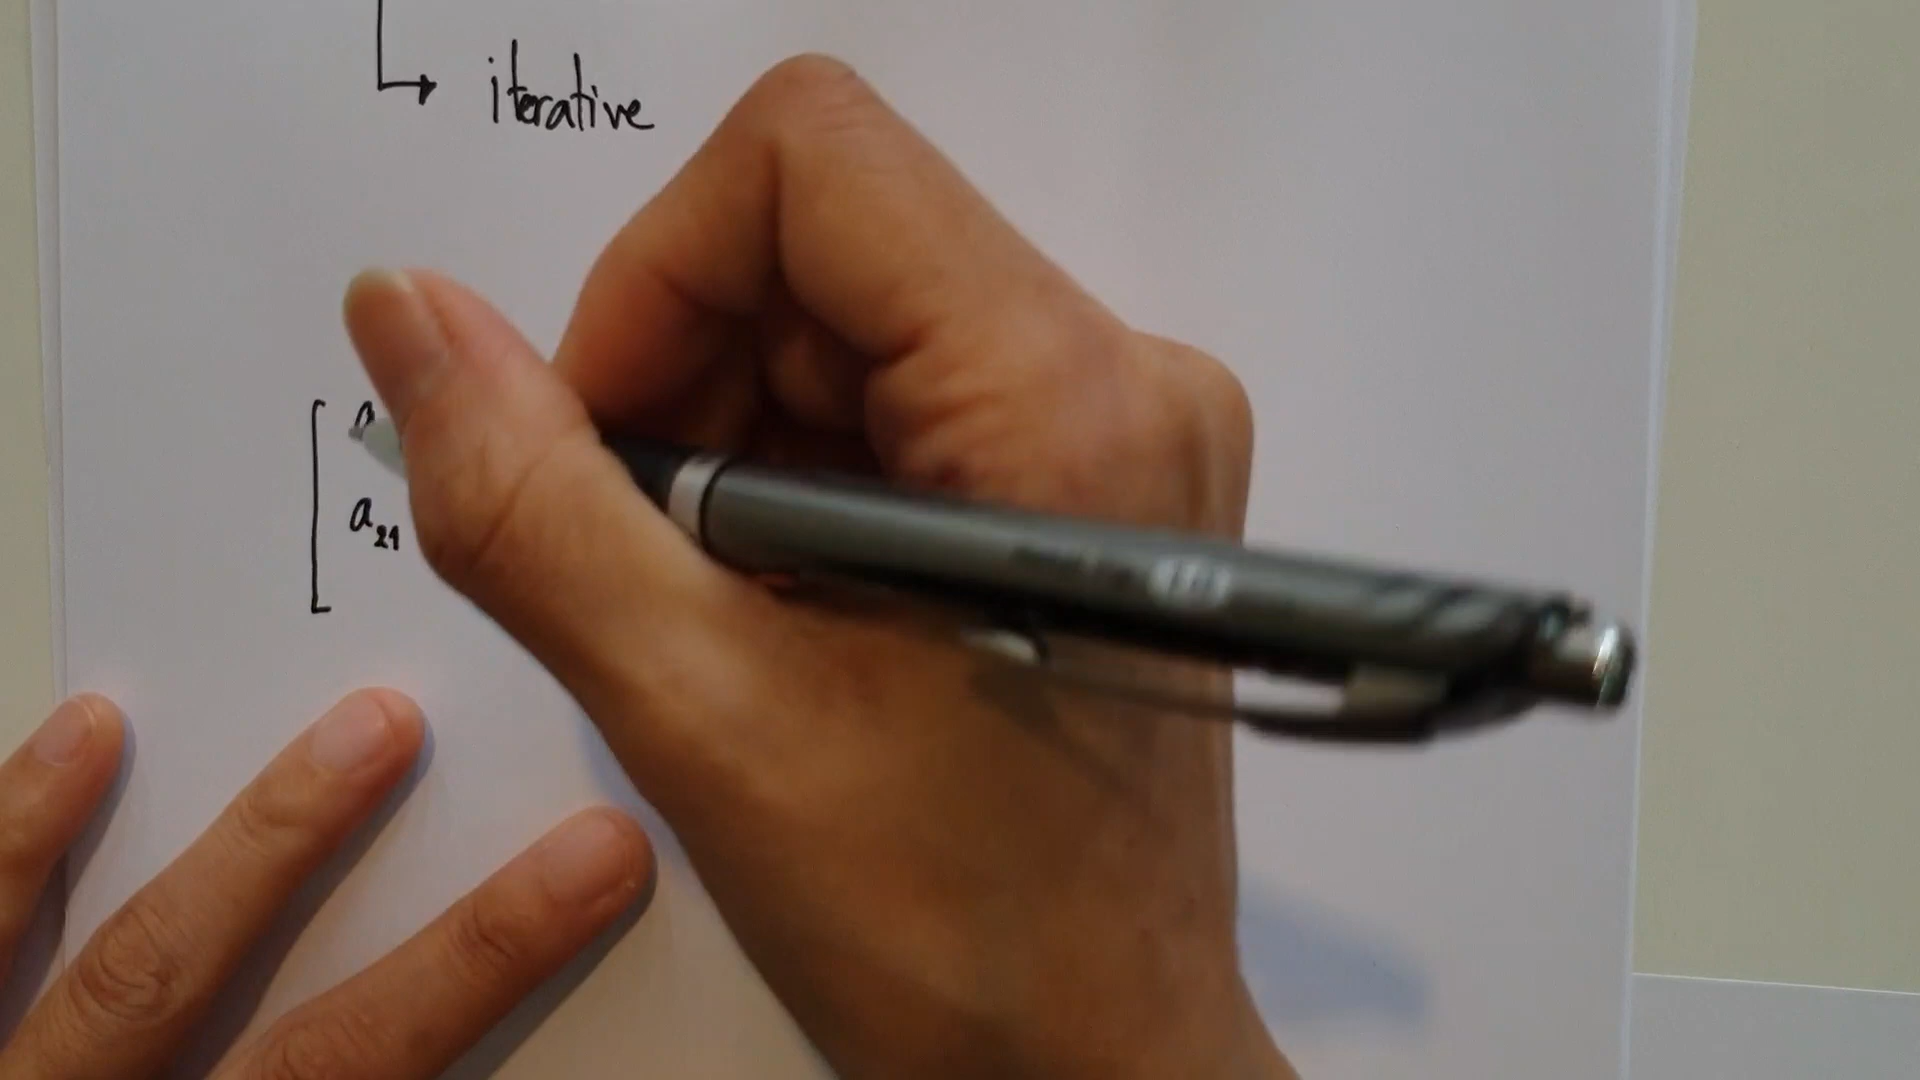 iterative
[ a
a₂₁